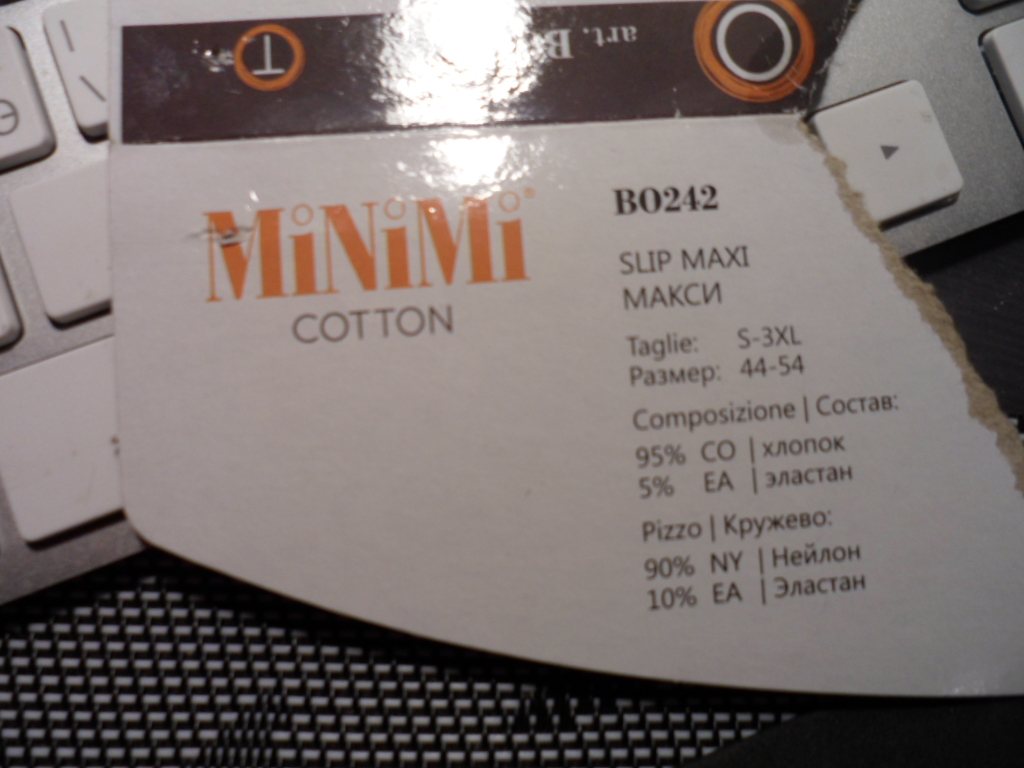 art.
MiNiMi®
COTTON
BO242
SLIP MAXI
МАКСИ
Taglie: S-3XL
Размер: 44-54
Composizione | Состав:
95% CO | хлопок
5% EA | эластан
Pizzo | Кружево:
90% NY | Нейлон
10% EA | Эластан
Э